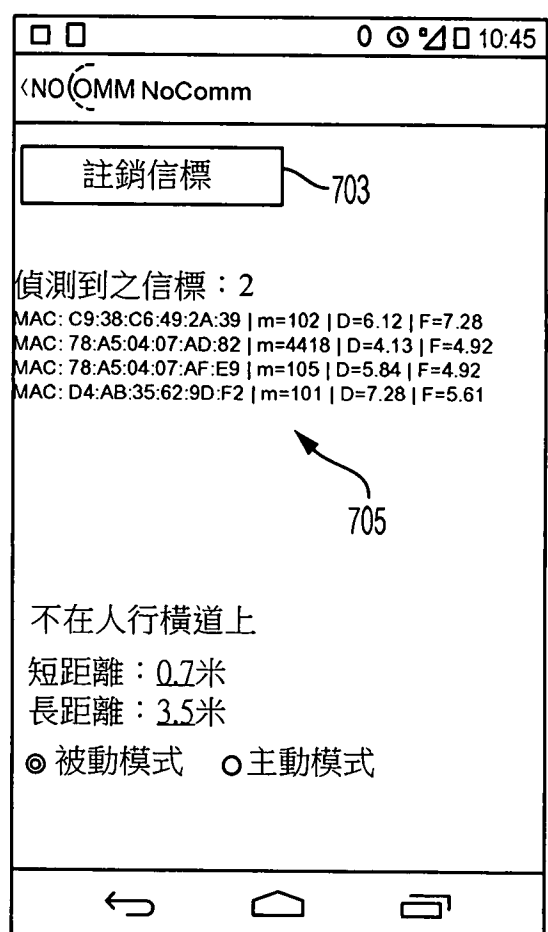 0 10:45
‹NO(OMM NoComm
註銷信標
703
偵測到之信標：2
MAC: C9:38:C6:49:2A:39 | m=102 | D=6.12 | F=7.28
MAC: 78:A5:04:07:AD:82 | m=4418 | D=4.13 | F=4.92
MAC: 78:A5:04:07:AF:E9 | m=105 | D=5.84 | F=4.92
MAC: D4:AB:35:62:9D:F2 | m=101 | D=7.28 | F=5.61
705
不在人行橫道上
短距離：0.7米
長距離：3.5米
被動模式 主動模式